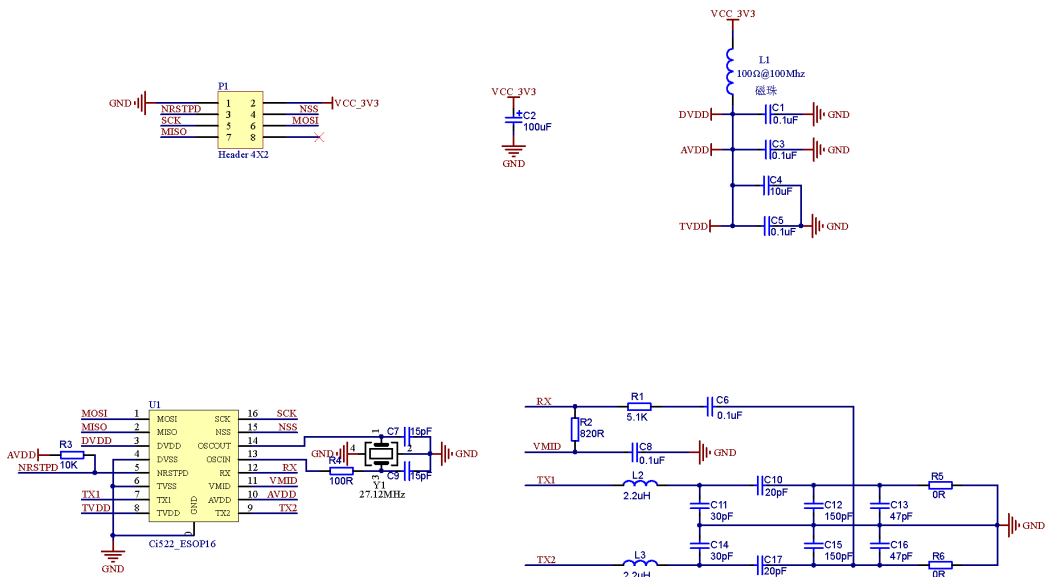 VCC_3V3
L1
100Ω@100Mhz
磁珠
DVDD
C1
0.1uF
GND
AVDD
C3
0.1uF
GND
C4
10uF
TVDD
C5
0.1uF
GND
P1
GND 1 2 VCC_3V3
NRSTPD 3 4 NSS
SCK 5 6 MOSI
MISO 7 8
Header 4X2
VCC_3V3
+
C2
100uF
GND
U1
MOSI 1 MOSI SCK 16 SCK
MISO 2 MISO NSS 15 NSS
DVDD 3 DVDD OSCOUT 14
4 DVSS OSCIN 13
NRSTPD 5 NRSTPD RX 12 RX
6 TVSS VMID 11 VMID
TX1 7 TX1 AVDD 10 AVDD
TVDD 8 TVDD TX2 9 TX2
GND
0
Ci522_ESOP16
GND
AVDD
R3
10K
C7
15pF
GND
1
4
2
3
GND
R4
100R
C9
15pF
Y1
27.12MHz
RX
R1
5.1K
C6
0.1uF
R2
820R
VMID
C8
0.1uF
GND
TX1
L2
2.2uH
C10
20pF
R5
0R
C11
30pF
C12
150pF
C13
47pF
GND
C14
30pF
C15
150pF
C16
47pF
TX2
L3
2.2uH
C17
20pF
R6
0R